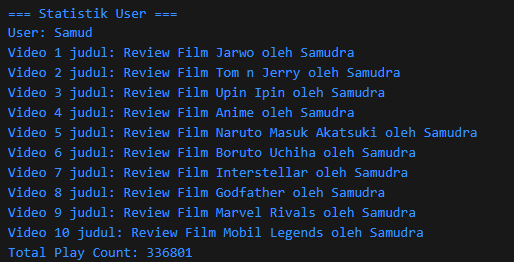 === Statistik User ===
User: Samud
Video 1 judul: Review Film Jarwo oleh Samudra
Video 2 judul: Review Film Tom n Jerry oleh Samudra
Video 3 judul: Review Film Upin Ipin oleh Samudra
Video 4 judul: Review Film Anime oleh Samudra
Video 5 judul: Review Film Naruto Masuk Akatsuki oleh Samudra
Video 6 judul: Review Film Boruto Uchiha oleh Samudra
Video 7 judul: Review Film Interstellar oleh Samudra
Video 8 judul: Review Film Godfather oleh Samudra
Video 9 judul: Review Film Marvel Rivals oleh Samudra
Video 10 judul: Review Film Mobil Legends oleh Samudra
Total Play Count: 336801